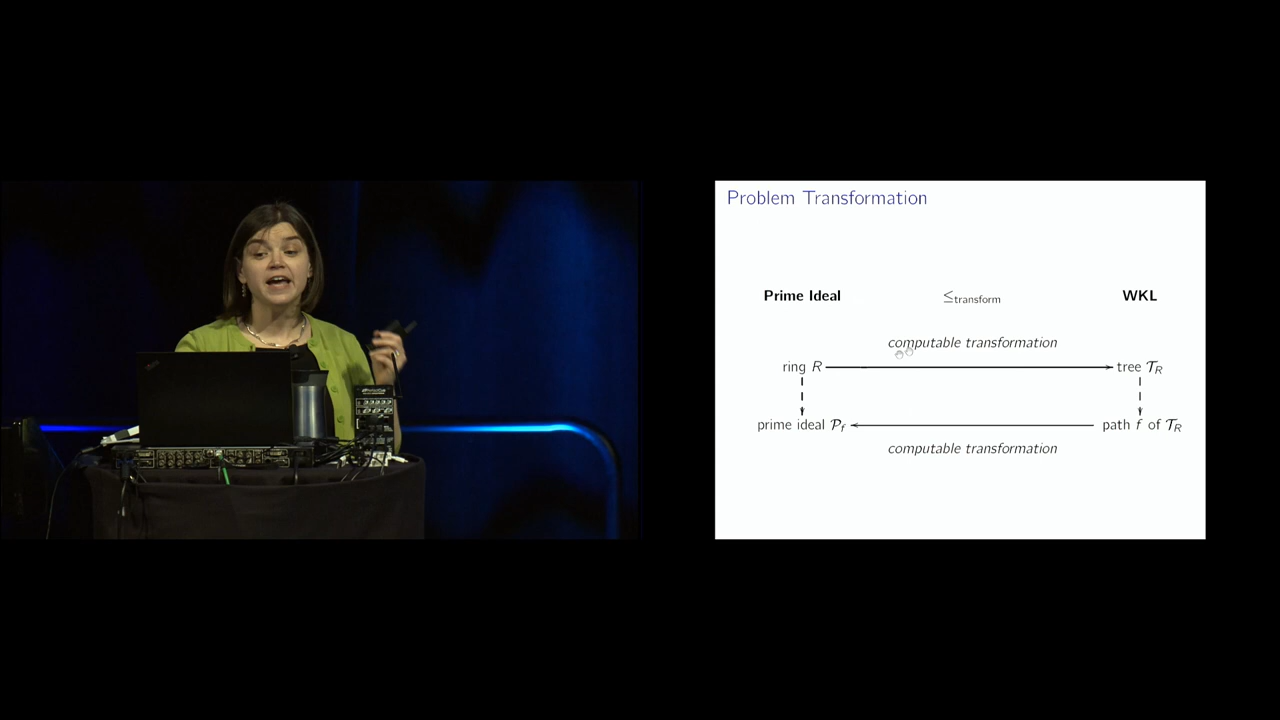 Problem Transformation
Prime Ideal ≤transform WKL
computable transformation
ring R tree 𝒯R
prime ideal 𝒫f path f of 𝒯R
computable transformation